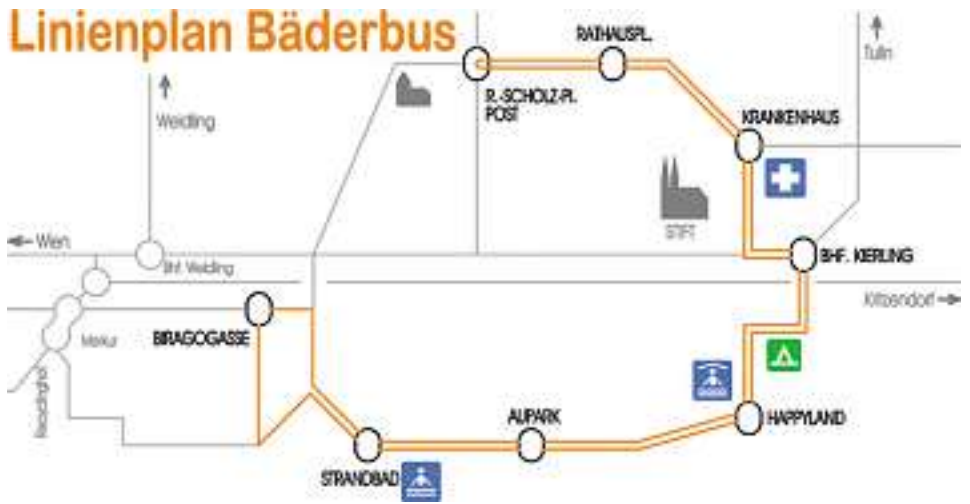 Linienplan Bäderbus
RATHAUSPL.
Tulln
R.-SCHOLZ-PL.
POST
Weidling
KRANKENHAUS
STIFT
Wien
Bhf. Weidling
BHF. KIERLING
Kritzendorf
BIRAGOGASSE
Merkur
Recyclinghof
AUPARK
HAPPYLAND
STRANDBAD